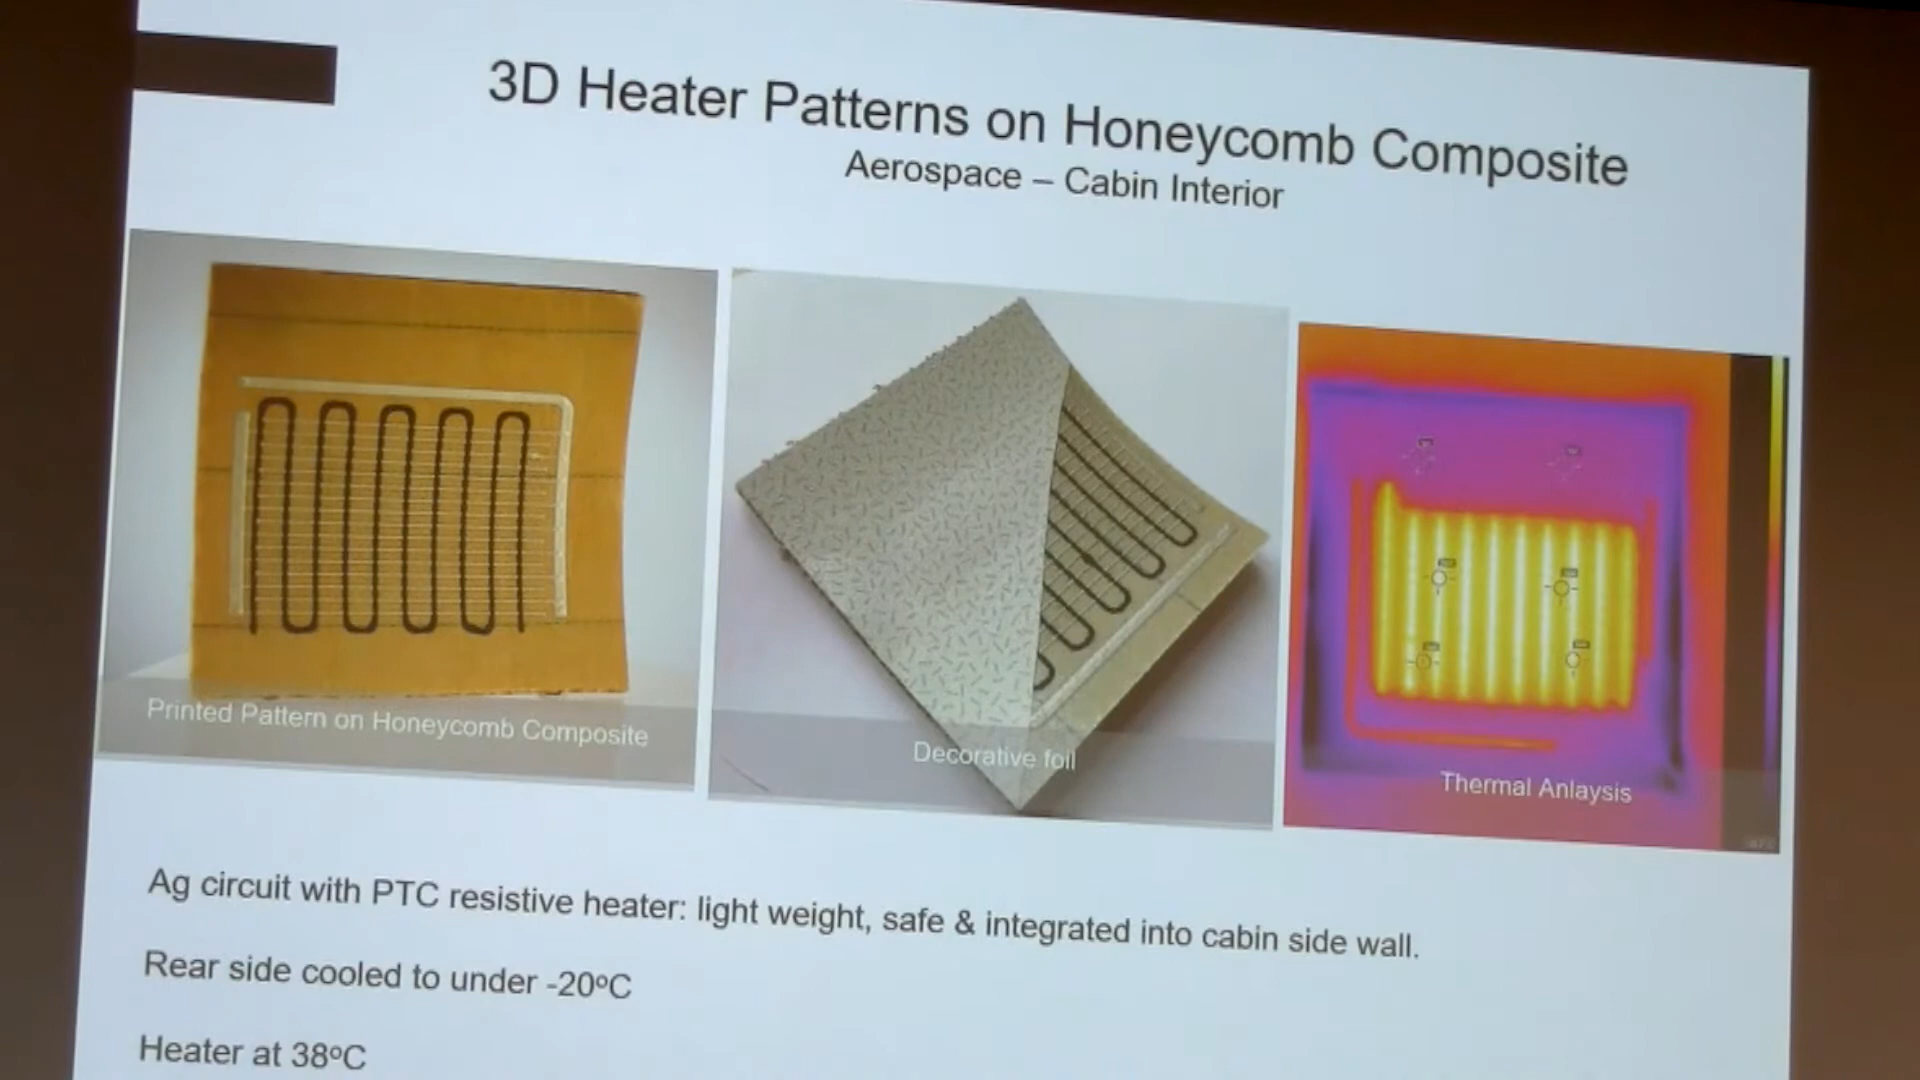 3D Heater Patterns on Honeycomb Composite
Aerospace – Cabin Interior
Printed Pattern on Honeycomb Composite
Decorative foil
Thermal Anlaysis
Ag circuit with PTC resistive heater: light weight, safe & integrated into cabin side wall.
Rear side cooled to under -20ºC
Heater at 38ºC